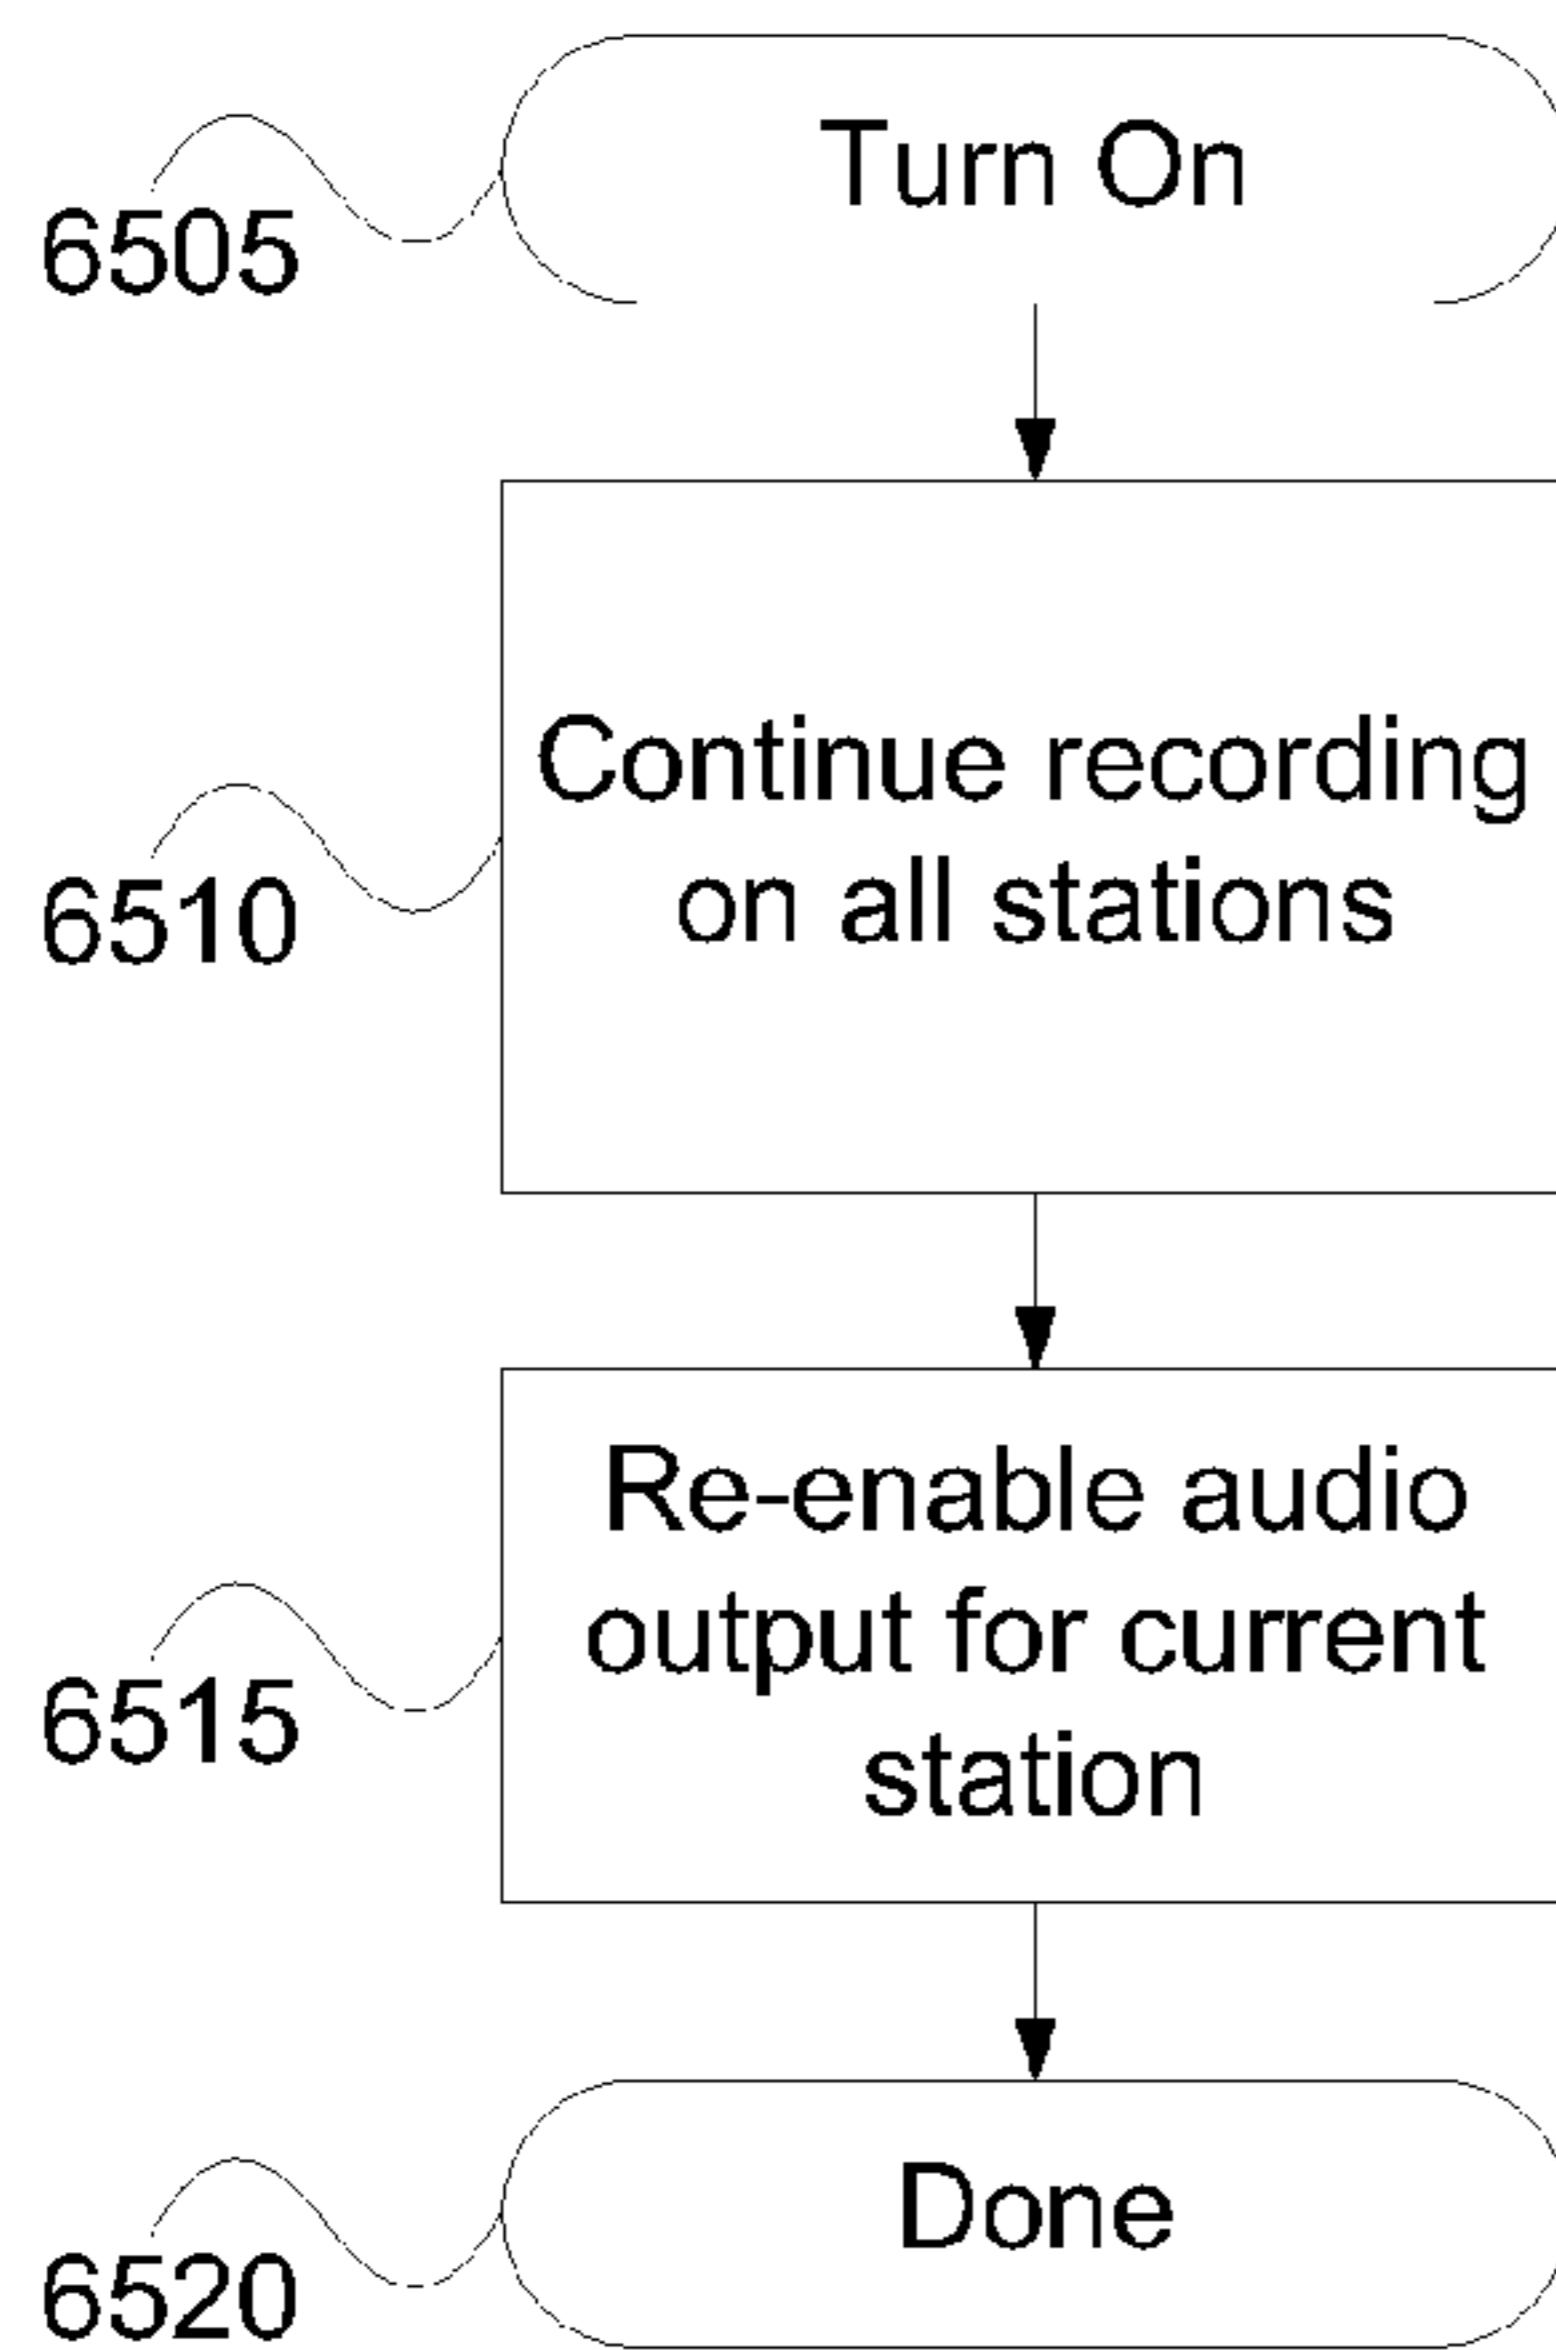 Turn On
6505
Continue recording
on all stations
6510
Re-enable audio
output for current
station
6515
Done
6520